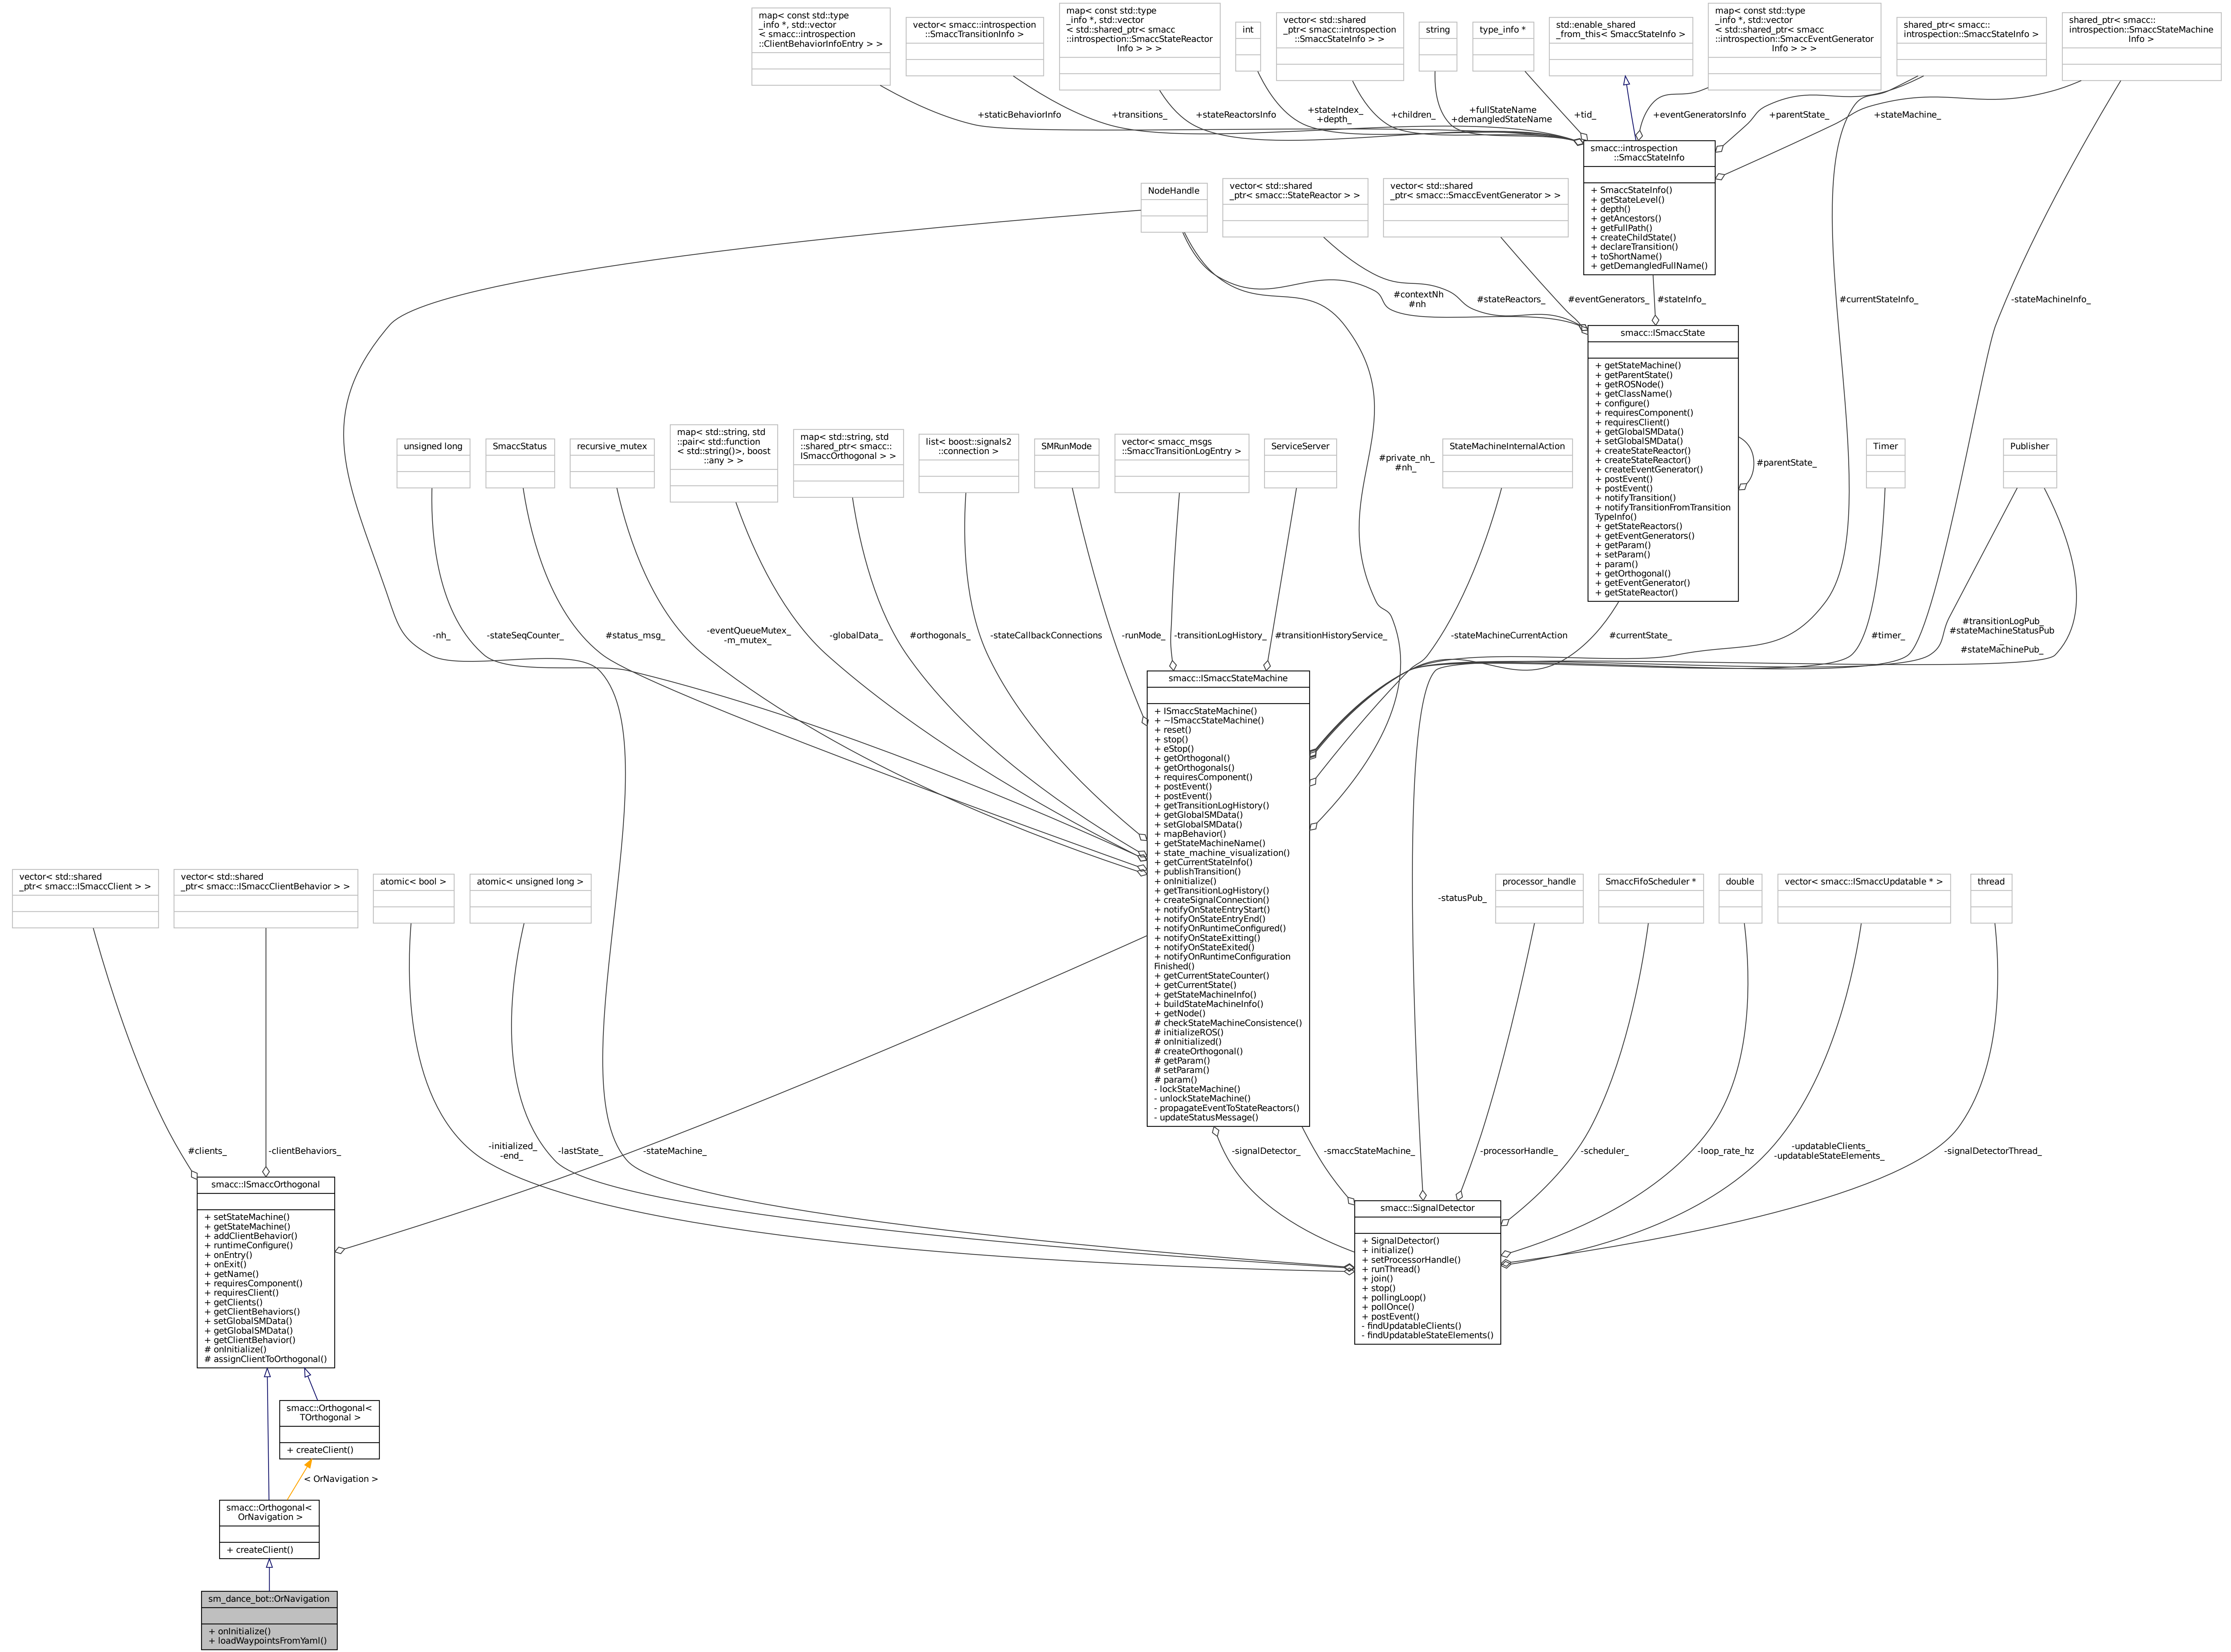 map< const std::type
_info *, std::vector
< smacc::introspection
::ClientBehaviorInfoEntry > >
vector< smacc::introspection
::SmaccTransitionInfo >
map< const std::type
_info *, std::vector
< std::shared_ptr< smacc
::introspection::SmaccStateReactor
Info > > >
int
vector< std::shared
_ptr< smacc::introspection
::SmaccStateInfo > >
string
type_info *
std::enable_shared
_from_this< SmaccStateInfo >
map< const std::type
_info *, std::vector
< std::shared_ptr< smacc
::introspection::SmaccEventGenerator
Info > > >
shared_ptr< smacc::
introspection::SmaccStateInfo >
shared_ptr< smacc::
introspection::SmaccStateMachine
Info >
+staticBehaviorInfo
+transitions_
+stateReactorsInfo
+stateIndex_
+depth_
+children_
+fullStateName
+demangledStateName
+tid_
+eventGeneratorsInfo
+parentState_
+stateMachine_
smacc::introspection
::SmaccStateInfo
+ SmaccStateInfo()
+ getStateLevel()
+ depth()
+ getAncestors()
+ getFullPath()
+ createChildState()
+ declareTransition()
+ toShortName()
+ getDemangledFullName()
NodeHandle
vector< std::shared
_ptr< smacc::StateReactor > >
vector< std::shared
_ptr< smacc::SmaccEventGenerator > >
#contextNh
#nh
#stateReactors_
#eventGenerators_
#stateInfo_
#currentStateInfo_
-stateMachineInfo_
smacc::ISmaccState
+ getStateMachine()
+ getParentState()
+ getROSNode()
+ getClassName()
+ configure()
+ requiresComponent()
+ requiresClient()
+ getGlobalSMData()
+ setGlobalSMData()
+ createStateReactor()
+ createStateReactor()
+ createEventGenerator()
+ postEvent()
+ postEvent()
+ notifyTransition()
+ notifyTransitionFromTransition
TypeInfo()
+ getStateReactors()
+ getEventGenerators()
+ getParam()
+ setParam()
+ param()
+ getOrthogonal()
+ getEventGenerator()
+ getStateReactor()
#parentState_
unsigned long
SmaccStatus
recursive_mutex
map< std::string, std
::pair< std::function
< std::string()>, boost
::any > >
map< std::string, std
::shared_ptr< smacc::
ISmaccOrthogonal > >
list< boost::signals2
::connection >
SMRunMode
vector< smacc_msgs
::SmaccTransitionLogEntry >
ServiceServer
#private_nh_
#nh_
StateMachineInternalAction
Timer
Publisher
-nh_
-stateSeqCounter_
#status_msg_
-eventQueueMutex_
-m_mutex_
-globalData_
#orthogonals_
-stateCallbackConnections
-runMode_
-transitionLogHistory_
#transitionHistoryService_
-stateMachineCurrentAction
#currentState_
#timer_
#transitionLogPub_
#stateMachineStatusPub
_
#stateMachinePub_
smacc::ISmaccStateMachine
+ ISmaccStateMachine()
+ ~ISmaccStateMachine()
+ reset()
+ stop()
+ eStop()
+ getOrthogonal()
+ getOrthogonals()
+ requiresComponent()
+ postEvent()
+ postEvent()
+ getTransitionLogHistory()
+ getGlobalSMData()
+ setGlobalSMData()
+ mapBehavior()
+ getStateMachineName()
+ state_machine_visualization()
+ getCurrentStateInfo()
+ publishTransition()
+ onInitialize()
+ getTransitionLogHistory()
+ createSignalConnection()
+ notifyOnStateEntryStart()
+ notifyOnStateEntryEnd()
+ notifyOnRuntimeConfigured()
+ notifyOnStateExitting()
+ notifyOnStateExited()
+ notifyOnRuntimeConfiguration
Finished()
+ getCurrentStateCounter()
+ getCurrentState()
+ getStateMachineInfo()
+ buildStateMachineInfo()
+ getNode()
# checkStateMachineConsistence()
# initializeROS()
# onInitialized()
# createOrthogonal()
# getParam()
# setParam()
# param()
- lockStateMachine()
- unlockStateMachine()
- propagateEventToStateReactors()
- updateStatusMessage()
vector< std::shared
_ptr< smacc::ISmaccClient > >
vector< std::shared
_ptr< smacc::ISmaccClientBehavior > >
atomic< bool >
atomic< unsigned long >
-statusPub_
processor_handle
SmaccFifoScheduler *
double
vector< smacc::ISmaccUpdatable * >
thread
#clients_
-clientBehaviors_
-initialized_
-end_
-lastState_
-stateMachine_
-signalDetector_
-smaccStateMachine_
-processorHandle_
-scheduler_
-loop_rate_hz
-updatableClients_
-updatableStateElements_
-signalDetectorThread_
smacc::ISmaccOrthogonal
+ setStateMachine()
+ getStateMachine()
+ addClientBehavior()
+ runtimeConfigure()
+ onEntry()
+ onExit()
+ getName()
+ requiresComponent()
+ requiresClient()
+ getClients()
+ getClientBehaviors()
+ setGlobalSMData()
+ getGlobalSMData()
+ getClientBehavior()
# onInitialize()
# assignClientToOrthogonal()
smacc::SignalDetector
+ SignalDetector()
+ initialize()
+ setProcessorHandle()
+ runThread()
+ join()
+ stop()
+ pollingLoop()
+ pollOnce()
+ postEvent()
- findUpdatableClients()
- findUpdatableStateElements()
smacc::Orthogonal<
TOrthogonal >
+ createClient()
< OrNavigation >
smacc::Orthogonal<
OrNavigation >
+ createClient()
sm_dance_bot::OrNavigation
+ onInitialize()
+ loadWaypointsFromYaml()